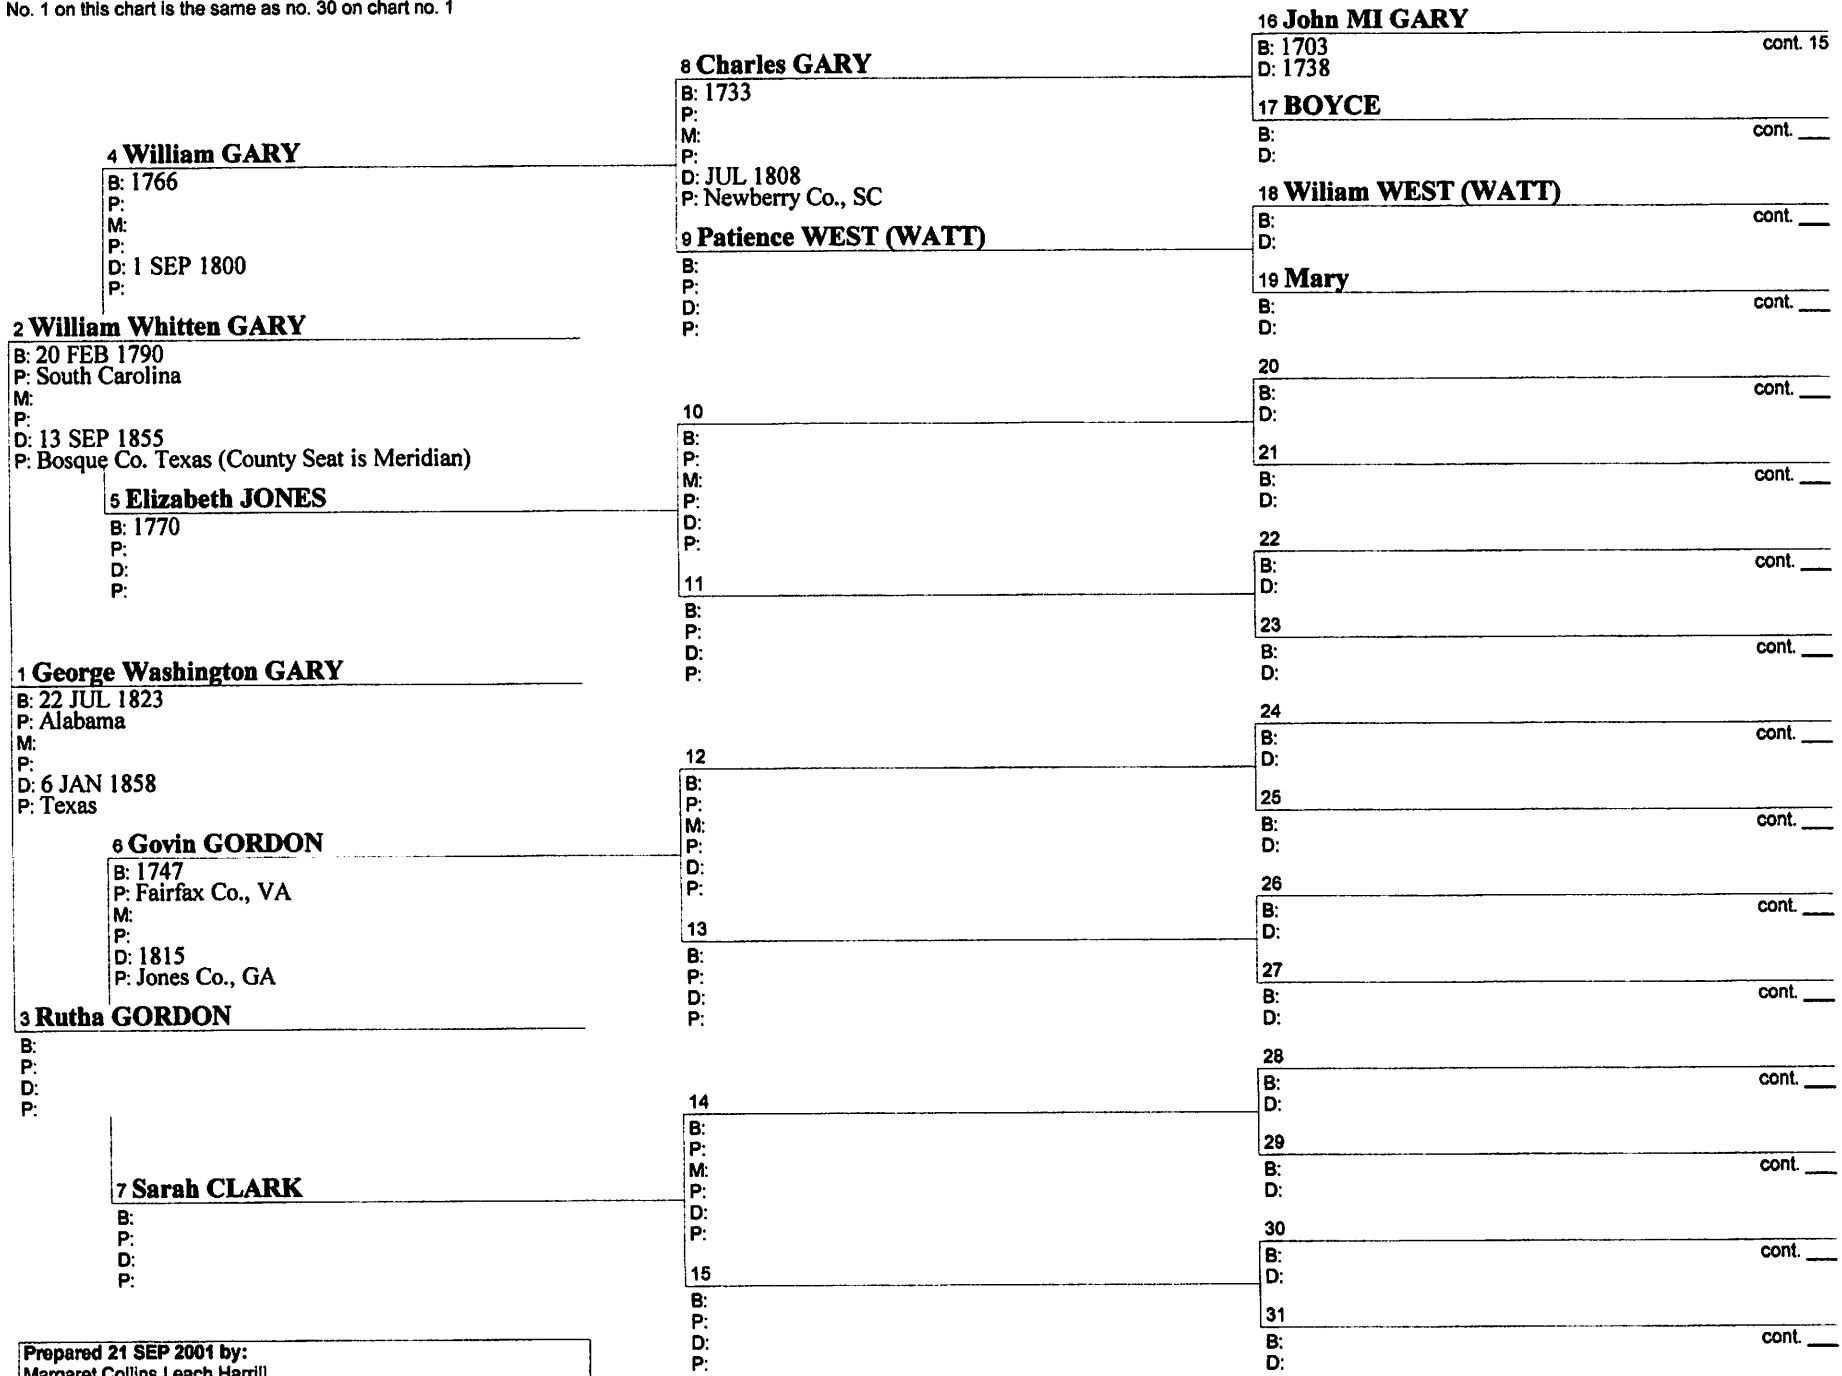 No. 1 on this chart is the same as no. 30 on chart no. 1
16 John MI GARY
B: 1703
cont. 15
D: 1738
8 Charles GARY
B: 1733
P:
M:
P:
D: JUL 1808
P: Newberry Co., SC
17 BOYCE
B:
cont. ___
D:
4 William GARY
B: 1766
P:
M:
P:
D: 1 SEP 1800
P:
18 Wiliam WEST (WATT)
B:
cont. ___
D:
9 Patience WEST (WATT)
B:
P:
D:
P:
19 Mary
B:
cont. ___
D:
2 William Whitten GARY
B: 20 FEB 1790
P: South Carolina
M:
P:
D: 13 SEP 1855
P: Bosque Co. Texas (County Seat is Meridian)
20
B:
cont. ___
D:
10
B:
P:
M:
P:
D:
P:
21
B:
cont. ___
D:
5 Elizabeth JONES
B: 1770
P:
D:
P:
22
B:
cont. ___
D:
11
B:
P:
D:
P:
23
B:
cont. ___
D:
1 George Washington GARY
B: 22 JUL 1823
P: Alabama
M:
P:
D: 6 JAN 1858
P: Texas
24
B:
cont. ___
D:
12
B:
P:
M:
P:
D:
P:
25
B:
cont. ___
D:
6 Govin GORDON
B: 1747
P: Fairfax Co., VA
M:
P:
D: 1815
P: Jones Co., GA
26
B:
cont. ___
D:
13
B:
P:
D:
P:
27
B:
cont. ___
D:
3 Rutha GORDON
B:
P:
D:
P:
28
B:
cont. ___
D:
14
B:
P:
M:
P:
D:
P:
29
B:
cont. ___
D:
7 Sarah CLARK
B:
P:
D:
P:
30
B:
cont. ___
D:
15
B:
P:
D:
P:
31
B:
cont. ___
D:
Prepared 21 SEP 2001 by:
Margaret Collins Leach Harrill